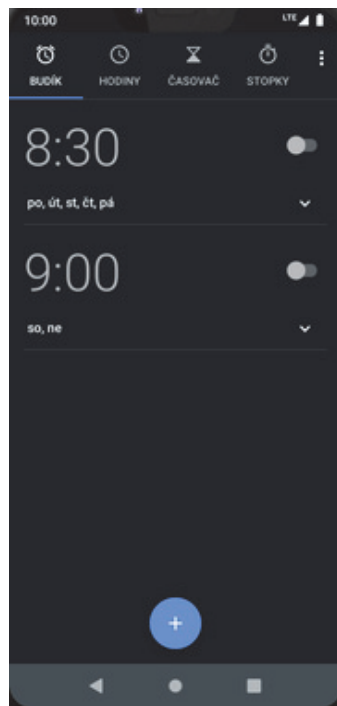 10:00 LTE
BUDÍK HODINY ČASOVAČ STOPKY
8:30
po, út, st, čt, pá
9:00
so, ne